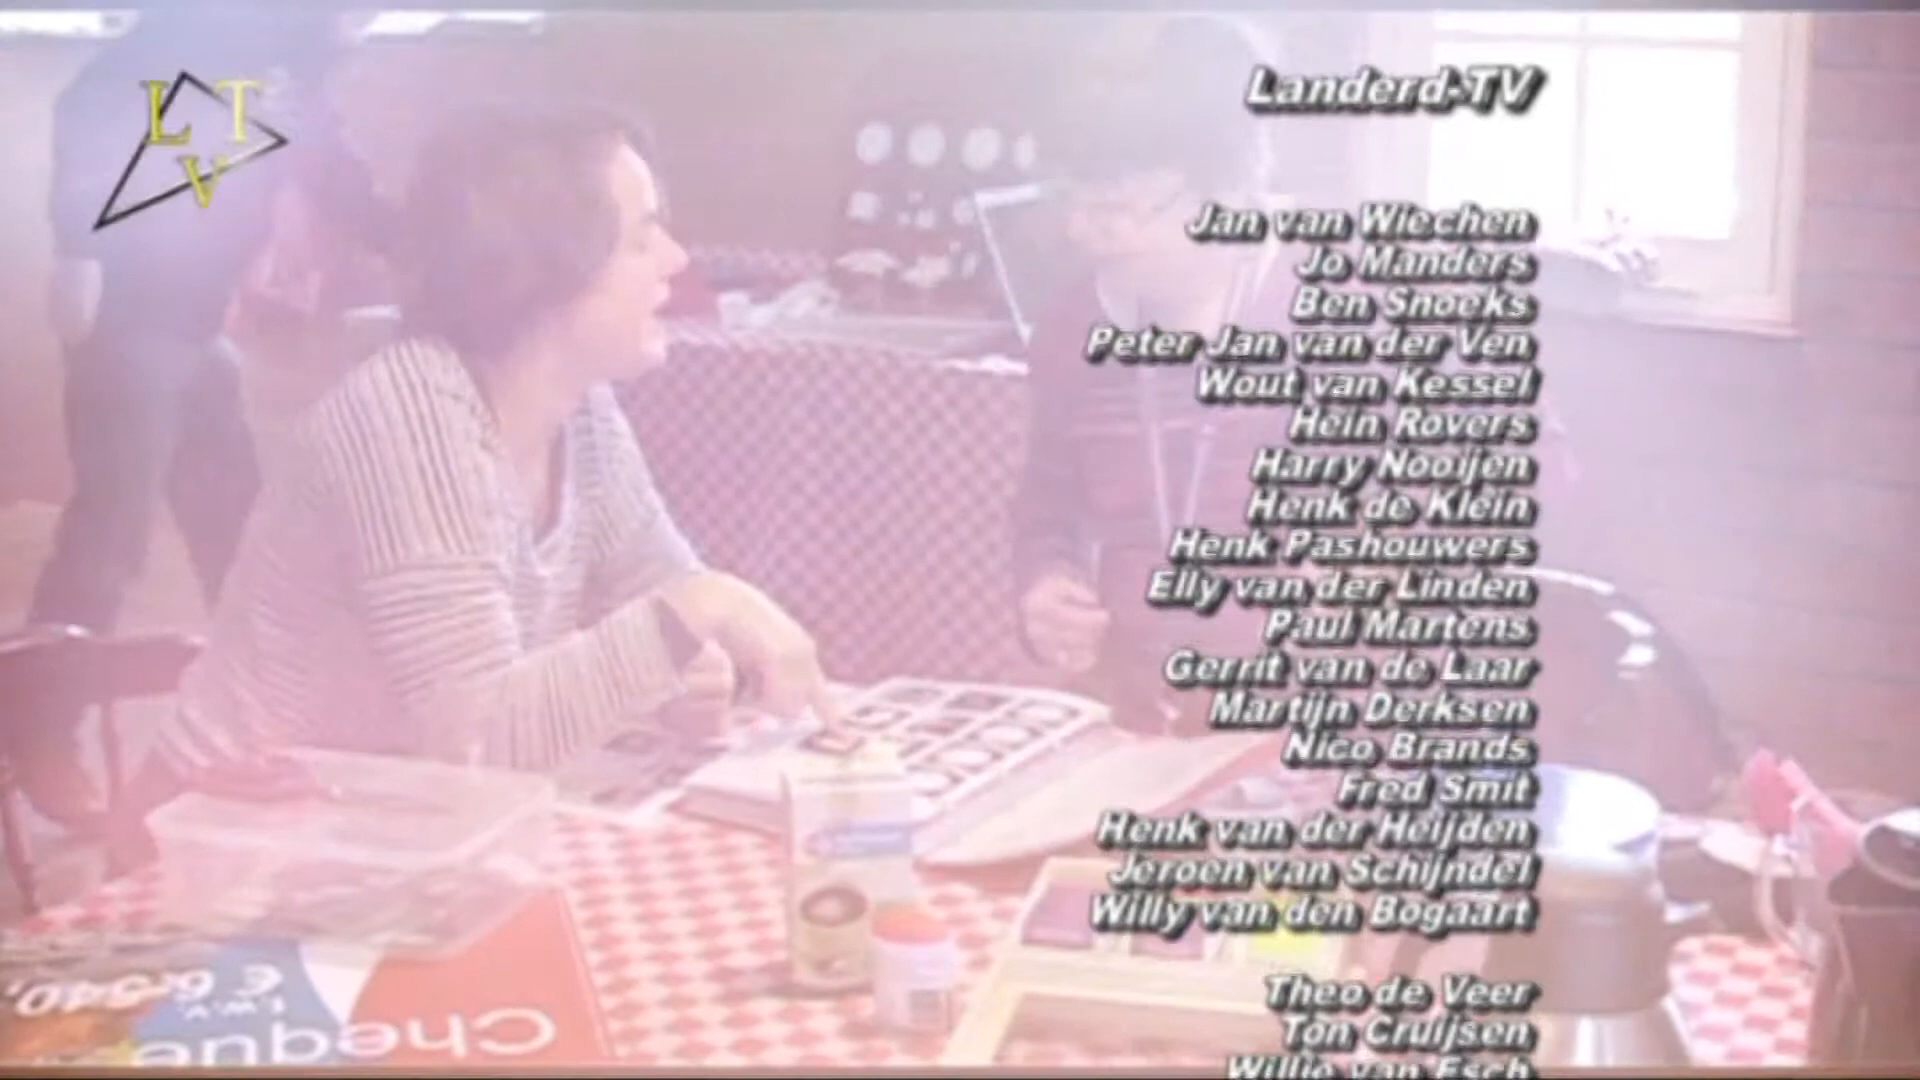 L T
V
Landerd-TV
Jan van Wiechen
Jo Manders
Ben Snoeks
Peter Jan van der Ven
Wout van Kessel
Hein Rovers
Harry Nooijen
Henk de Klein
Henk Pashouwers
Elly van der Linden
Paul Martens
Gerrit van de Laar
Martijn Derksen
Nico Brands
Fred Smit
Henk van der Heijden
Jeroen van Schijndel
Willy van den Bogaart
Theo de Veer
Ton Cruijsen
Willie van Esch
Cheque
t.w.v.